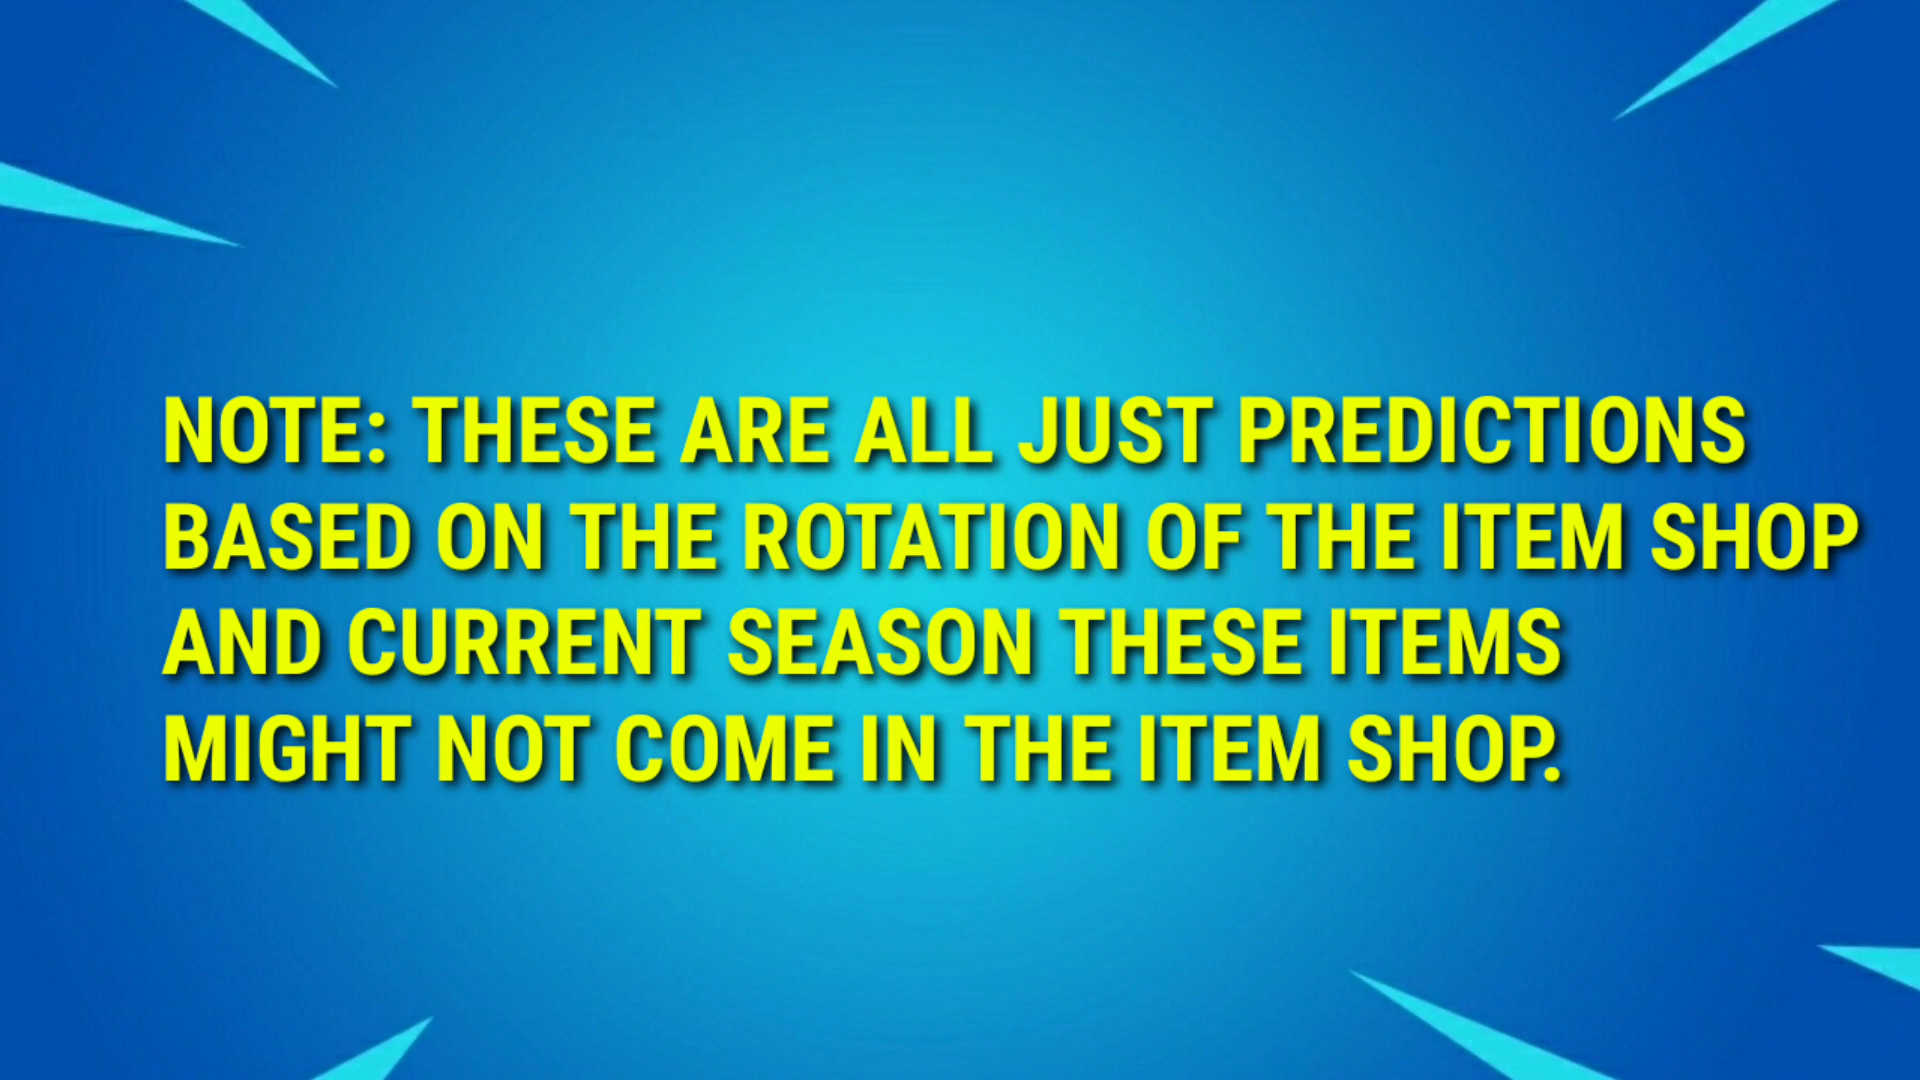 NOTE: THESE ARE ALL JUST PREDICTIONS
BASED ON THE ROTATION OF THE ITEM SHOP
AND CURRENT SEASON THESE ITEMS
MIGHT NOT COME IN THE ITEM SHOP.